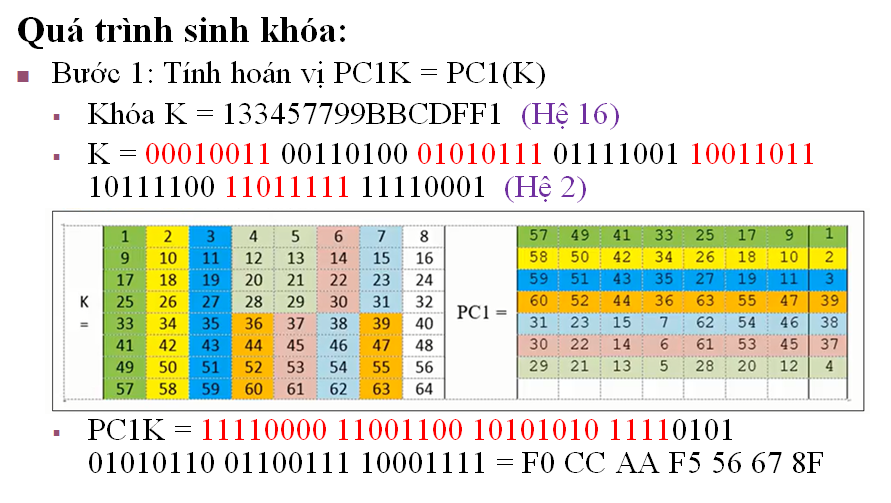 Quá trình sinh khóa:
Bước 1: Tính hoán vị PC1K = PC1(K)
Khóa K = 133457799BBCDFF1 (Hệ 16)
K = 00010011 00110100 01010111 01111001 10011011
10111100 11011111 11110001 (Hệ 2)
K =
1 2 3 4 5 6 7 8
9 10 11 12 13 14 15 16
17 18 19 20 21 22 23 24
25 26 27 28 29 30 31 32
33 34 35 36 37 38 39 40
41 42 43 44 45 46 47 48
49 50 51 52 53 54 55 56
57 58 59 60 61 62 63 64
PC1 =
57 49 41 33 25 17 9 1
58 50 42 34 26 18 10 2
59 51 43 35 27 19 11 3
60 52 44 36 63 55 47 39
31 23 15 7 62 54 46 38
30 22 14 6 61 53 45 37
29 21 13 5 28 20 12 4
PC1K = 11110000 11001100 10101010 11110101
01010110 01100111 10001111 = F0 CC AA F5 56 67 8F